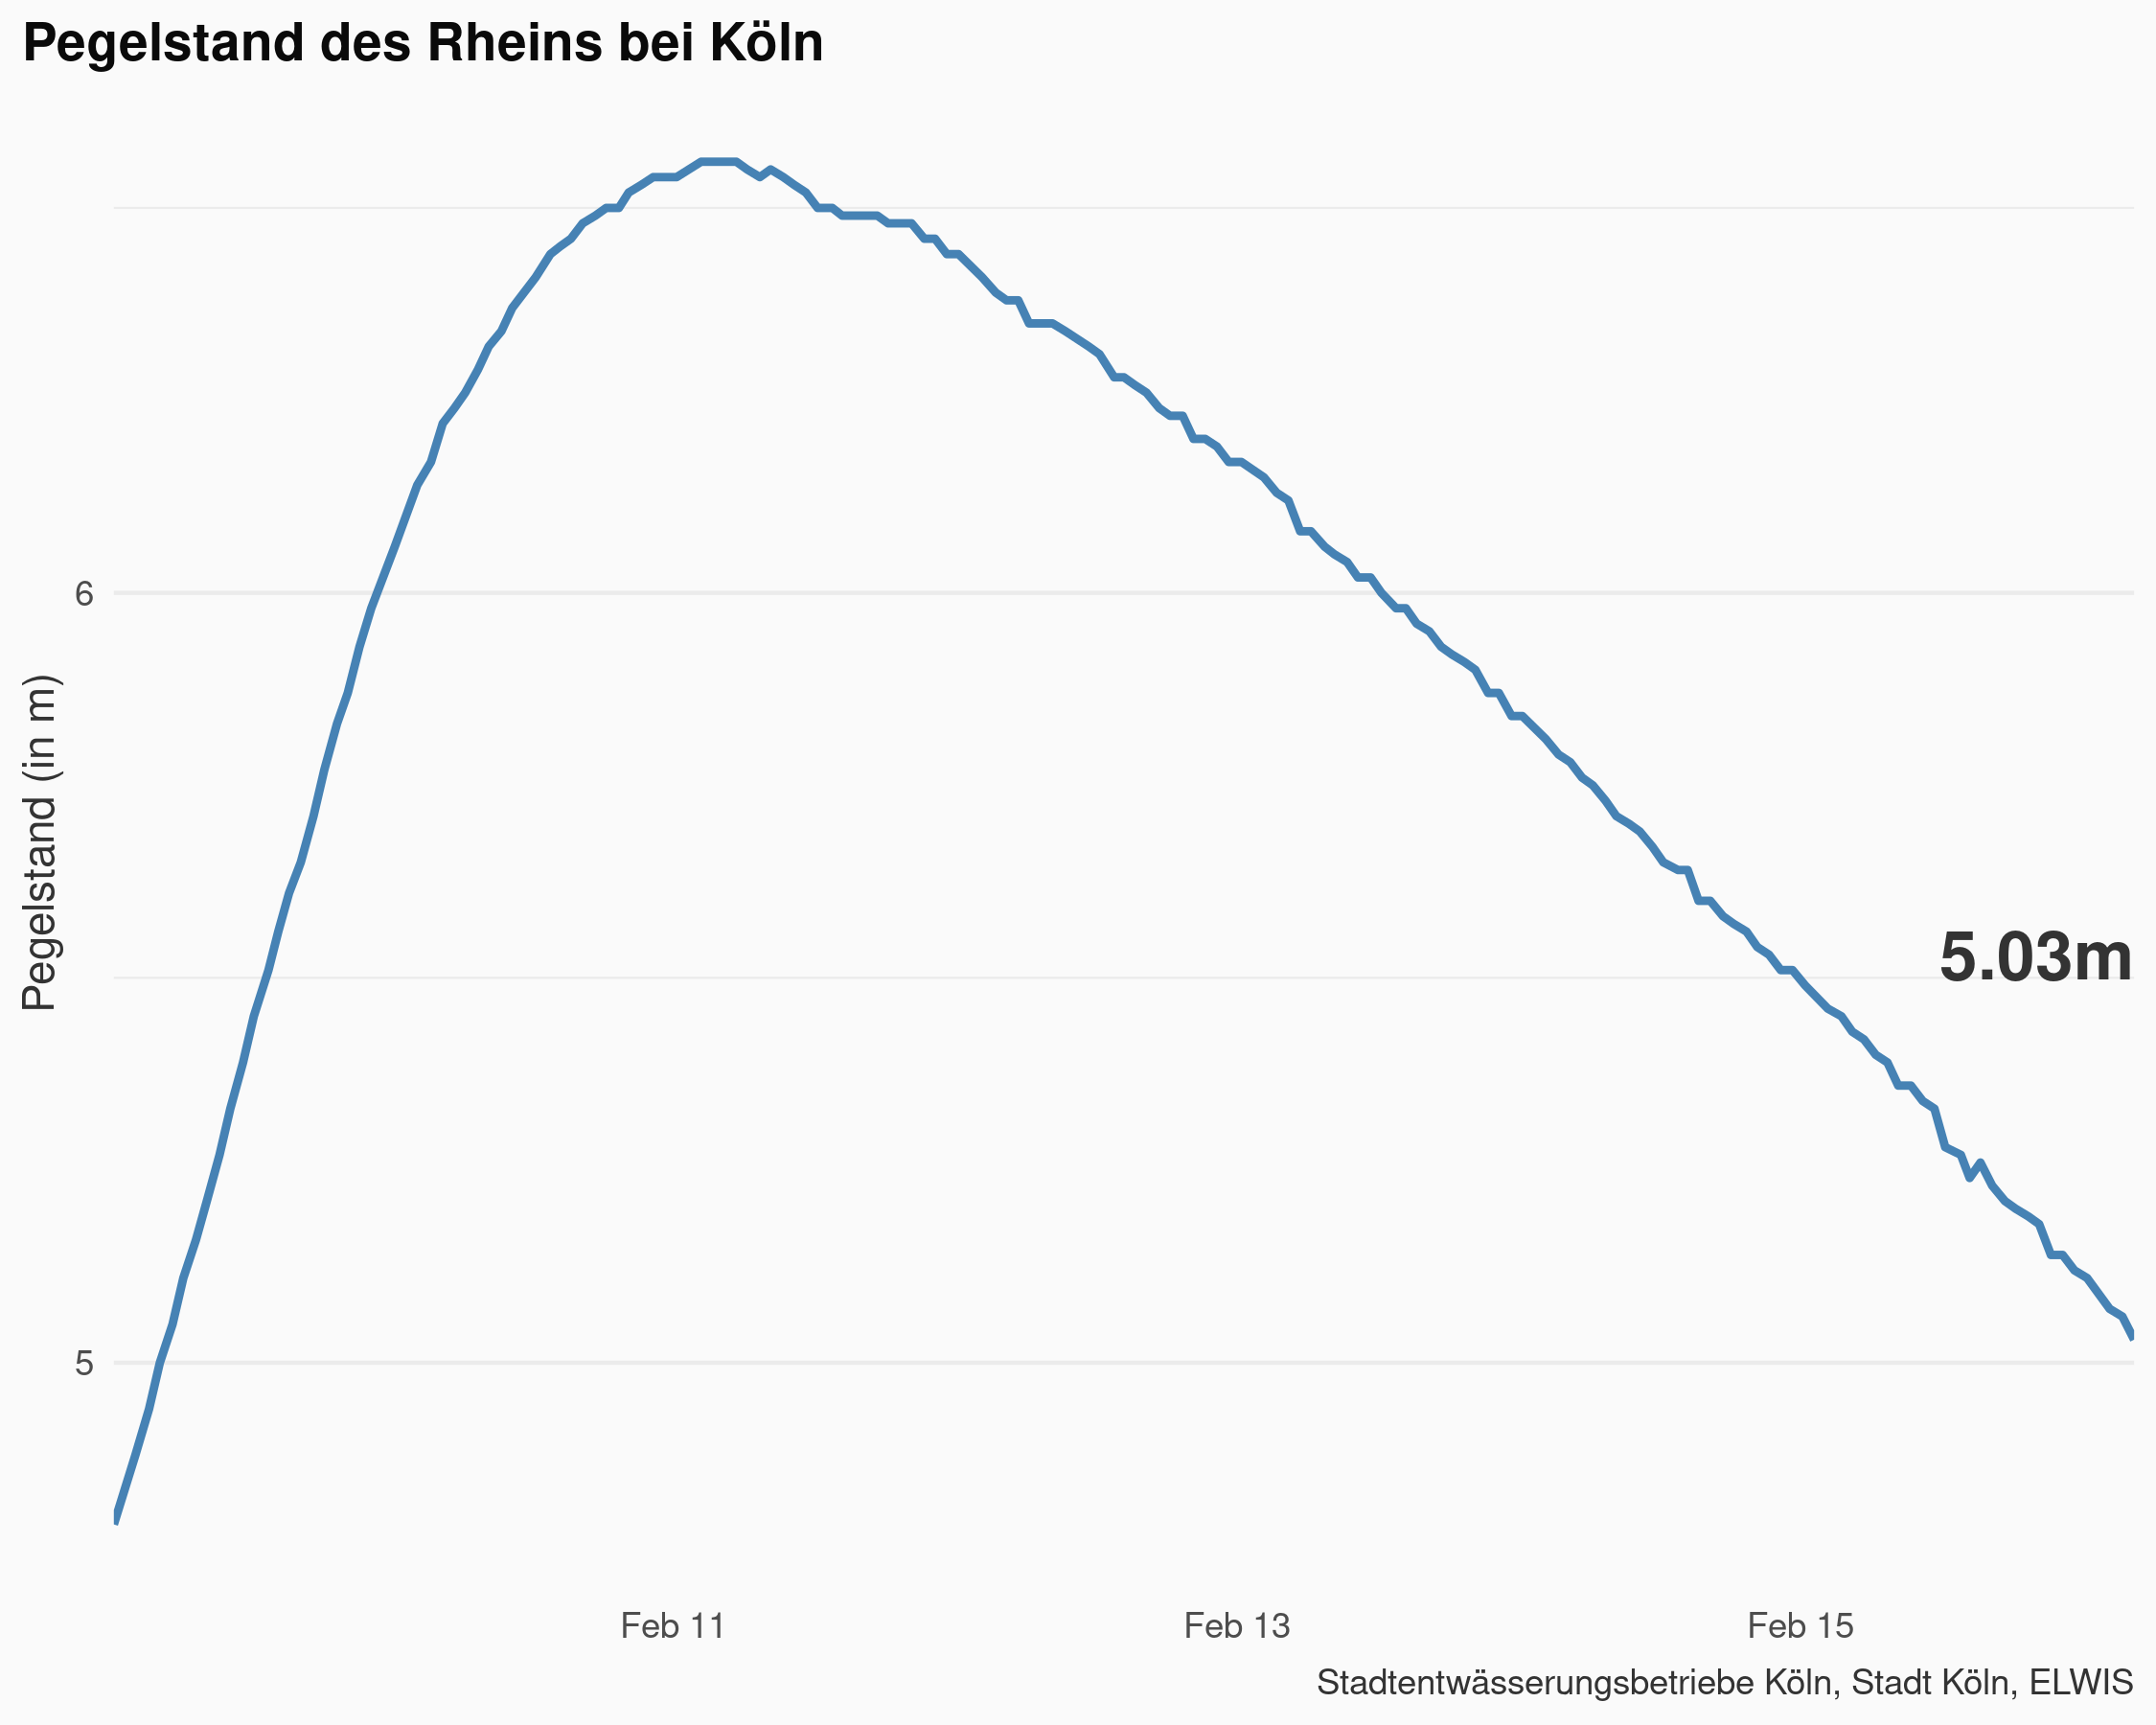 Pegelstand des Rheins bei Köln
Pegelstand (in m)
6
5
5.03m
Feb 11
Feb 13
Feb 15
Stadtentwässerungsbetriebe Köln, Stadt Köln, ELWIS